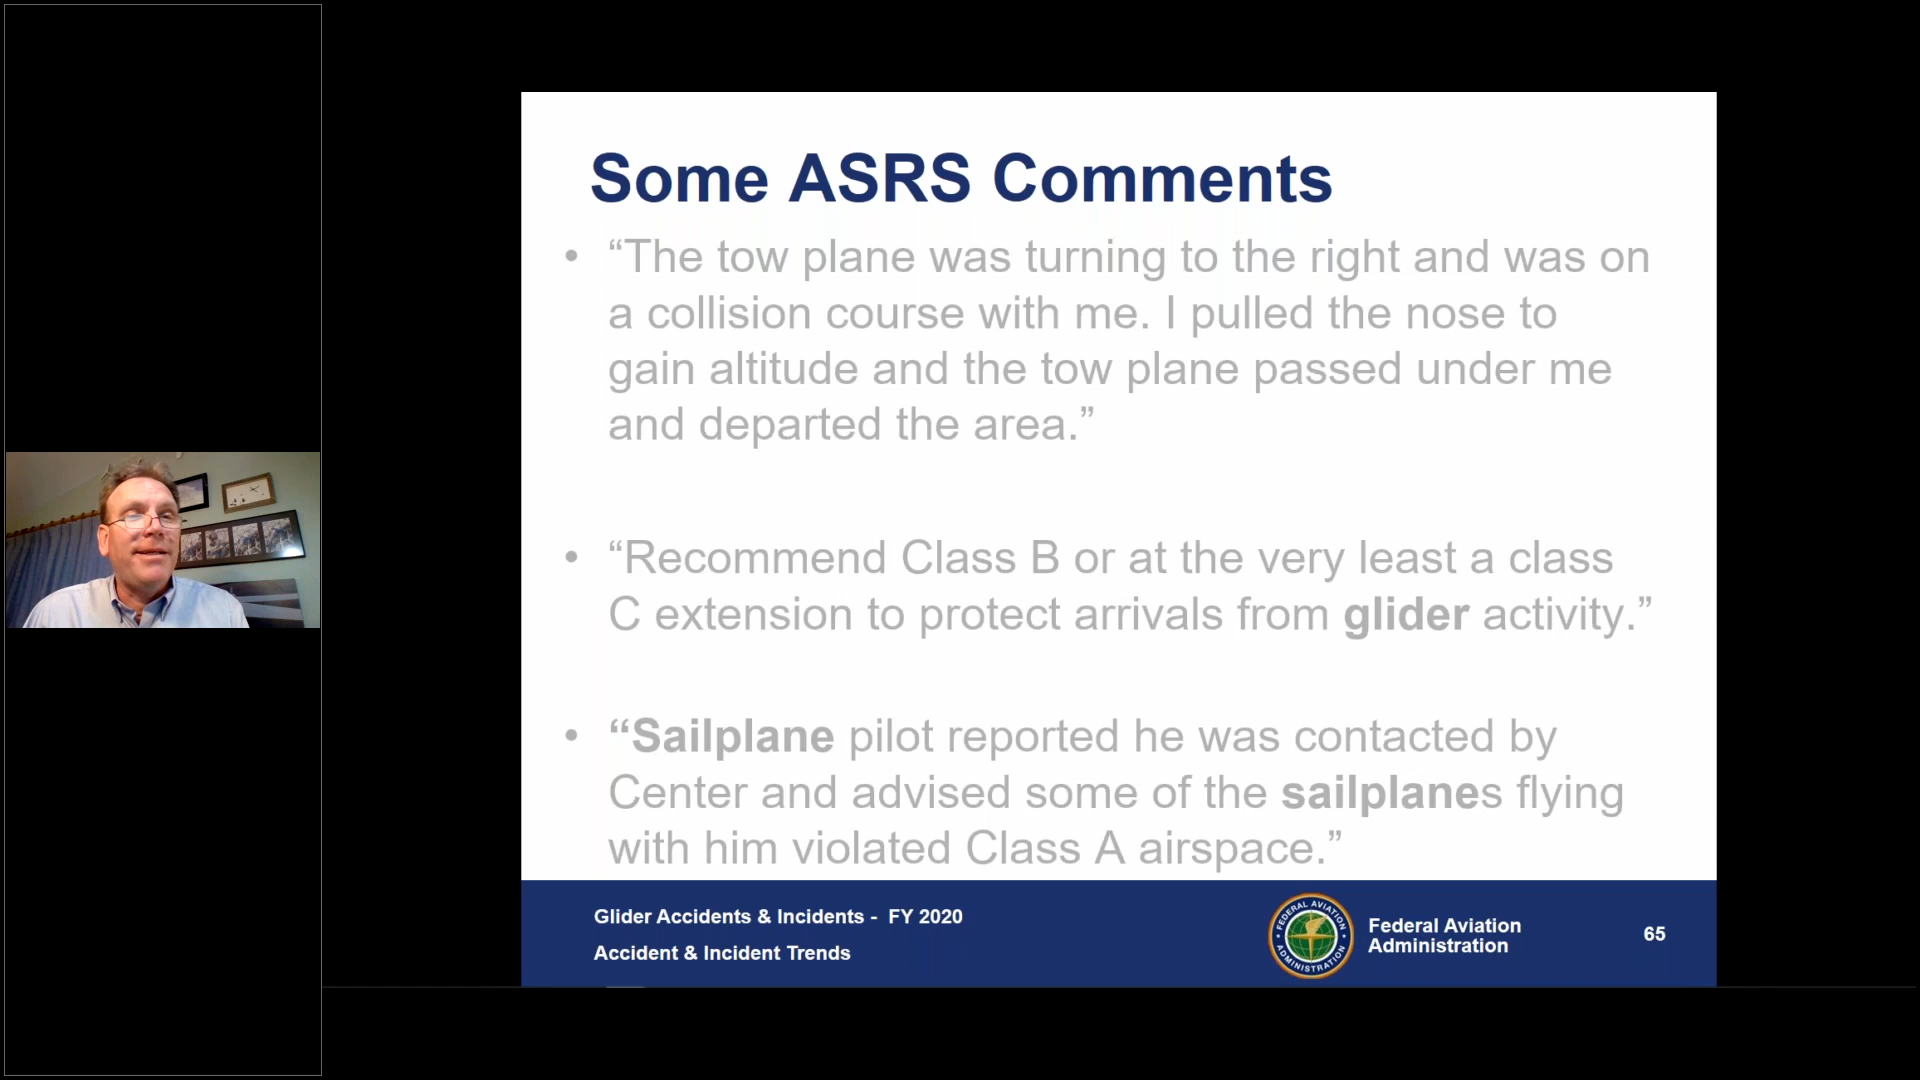 Some ASRS Comments
• “The tow plane was turning to the right and was on
a collision course with me. I pulled the nose to
gain altitude and the tow plane passed under me
and departed the area.”
• “Recommend Class B or at the very least a class
C extension to protect arrivals from glider activity.”
• “Sailplane pilot reported he was contacted by
Center and advised some of the sailplanes flying
with him violated Class A airspace.”
Glider Accidents & Incidents - FY 2020
Accident & Incident Trends
FEDERAL AVIATION
ADMINISTRATION
Federal Aviation
Administration
65